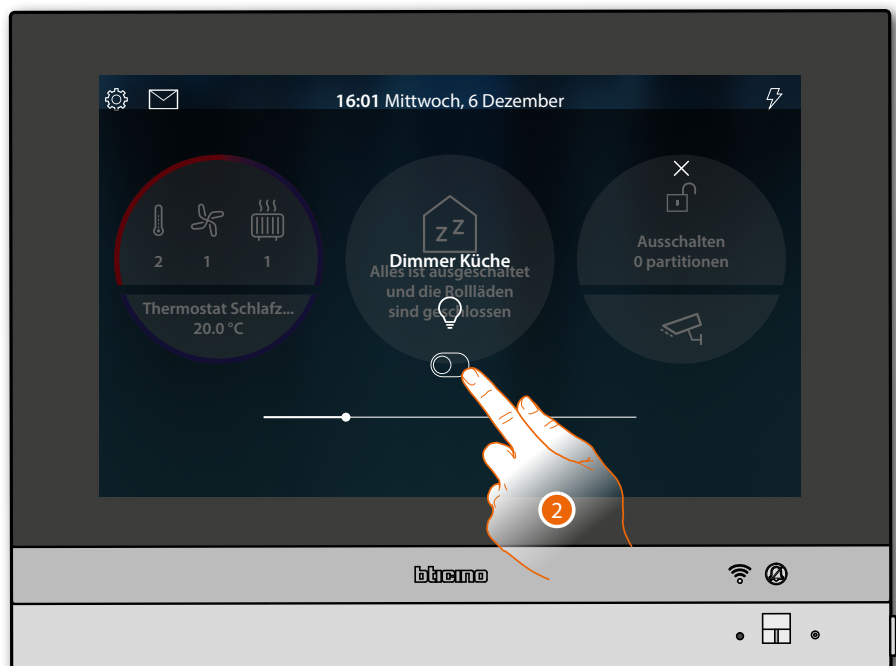 16:01 Mittwoch, 6 Dezember
2 1 1
Thermostat Schlafz...
20.0 °C
Dimmer Küche
Alles ist ausgeschaltet
und die Rollläden
sind geschlossen
zZ
Ausschalten
0 partitionen
2
bticino